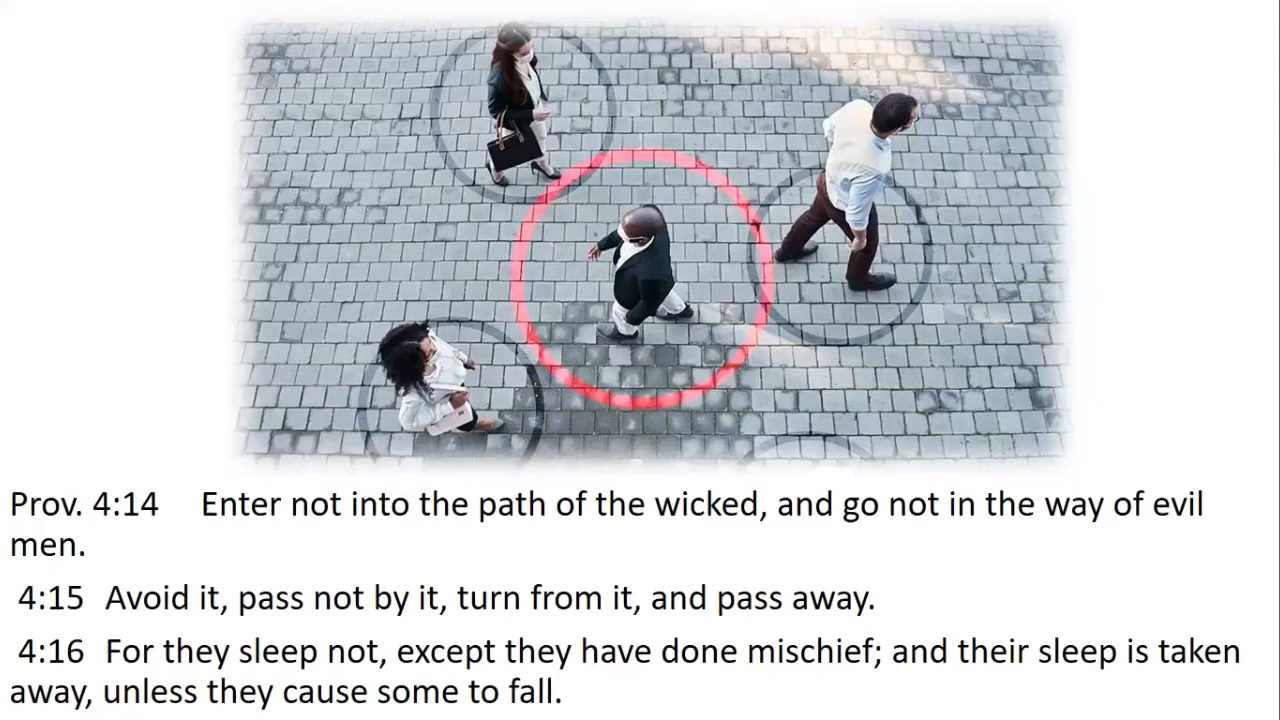 Prov. 4:14 Enter not into the path of the wicked, and go not in the way of evil
men.
4:15 Avoid it, pass not by it, turn from it, and pass away.
4:16 For they sleep not, except they have done mischief; and their sleep is taken
away, unless they cause some to fall.